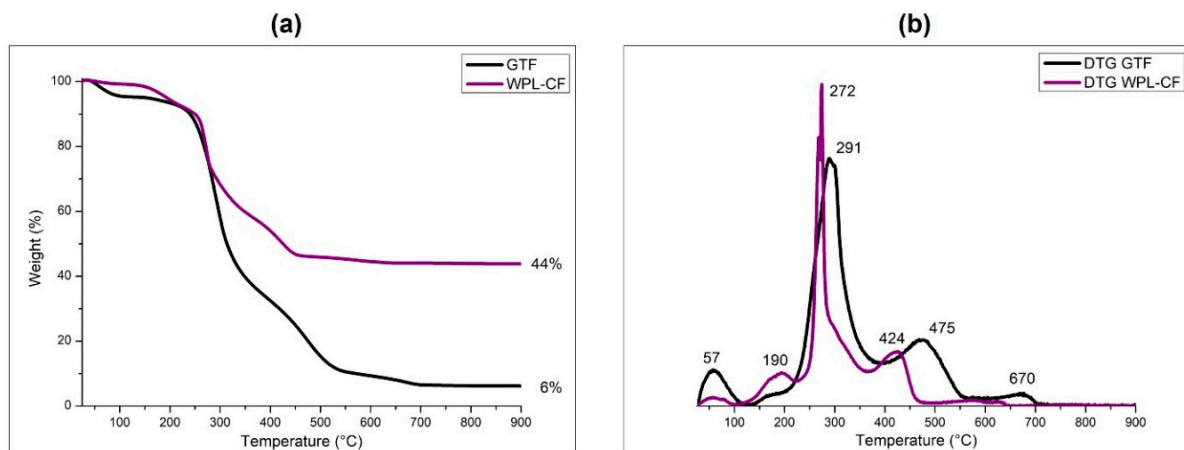 (a)
GTF
WPL-CF
100
80
60
40
20
0
Weight (%)
44%
6%
100 200 300 400 500 600 700 800 900
Temperature (°C)
(b)
DTG GTF
DTG WPL-CF
272
291
57
190
424
475
670
100 200 300 400 500 600 700 800 900
Temperature (°C)